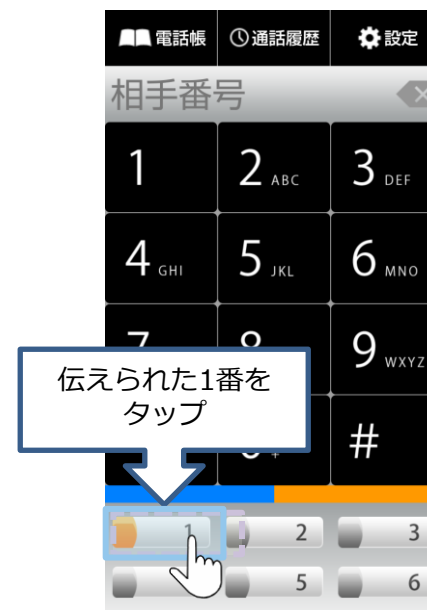 電話帳 通話履歴 設定
相手番号
1 2 ABC 3 DEF
4 GHI 5 JKL 6 MNO
9 WXYZ
伝えられた1番を
タップ
#
1 2 3
5 6